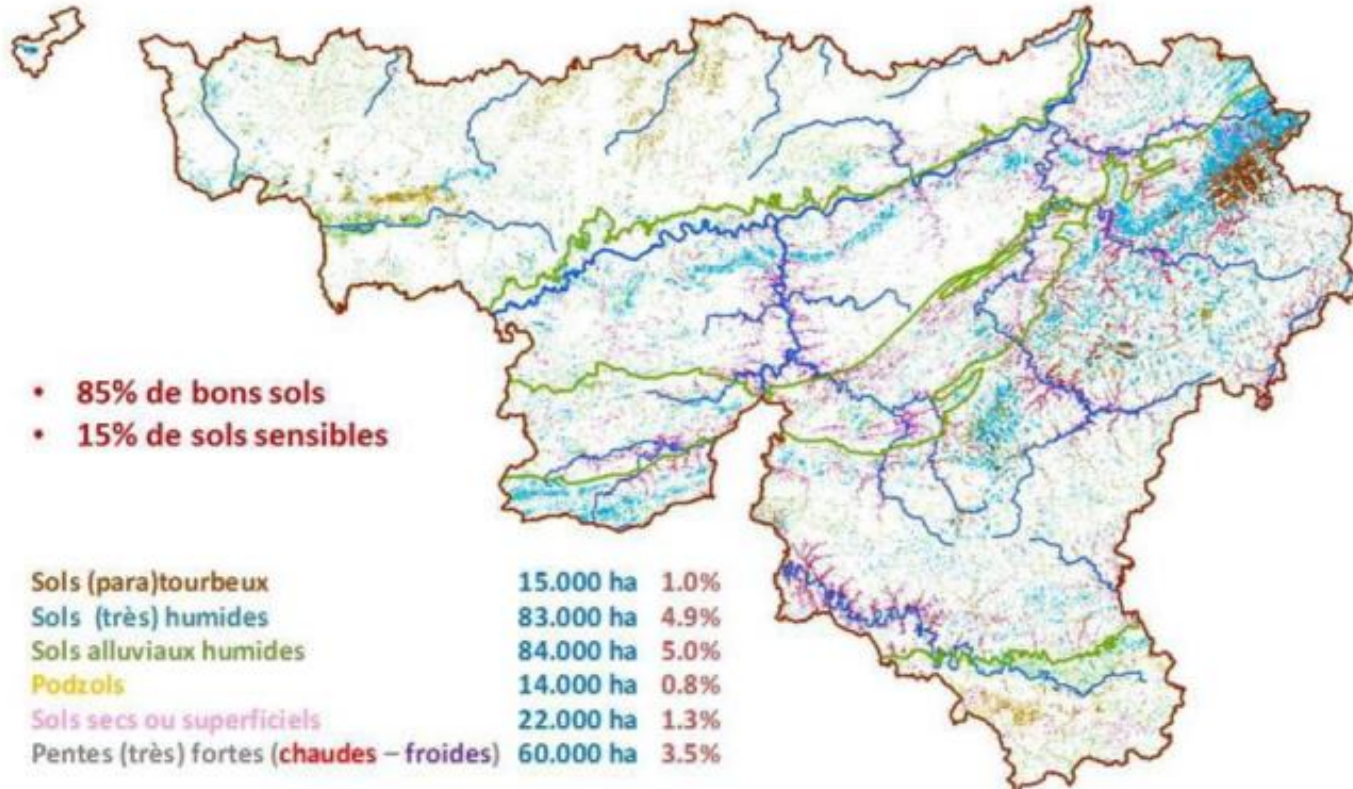 • 85% de bons sols
• 15% de sols sensibles
Sols (para)tourbeux 15.000 ha 1.0%
Sols (très) humides 83.000 ha 4.9%
Sols alluviaux humides 84.000 ha 5.0%
Podzols 14.000 ha 0.8%
Sols secs ou superficiels 22.000 ha 1.3%
Pentes (très) fortes (chaudes – froides) 60.000 ha 3.5%